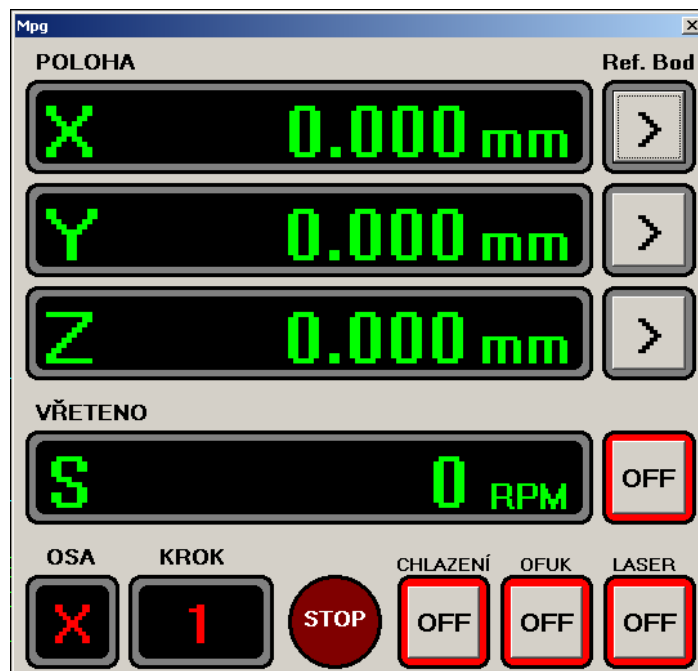 Mpg
POLOHA Ref. Bod
X 0.000 mm >
Y 0.000 mm >
Z 0.000 mm >
VŘETENO
S 0 RPM OFF
OSA KROK CHLAZENÍ OFUK LASER
X 1 STOP OFF OFF OFF